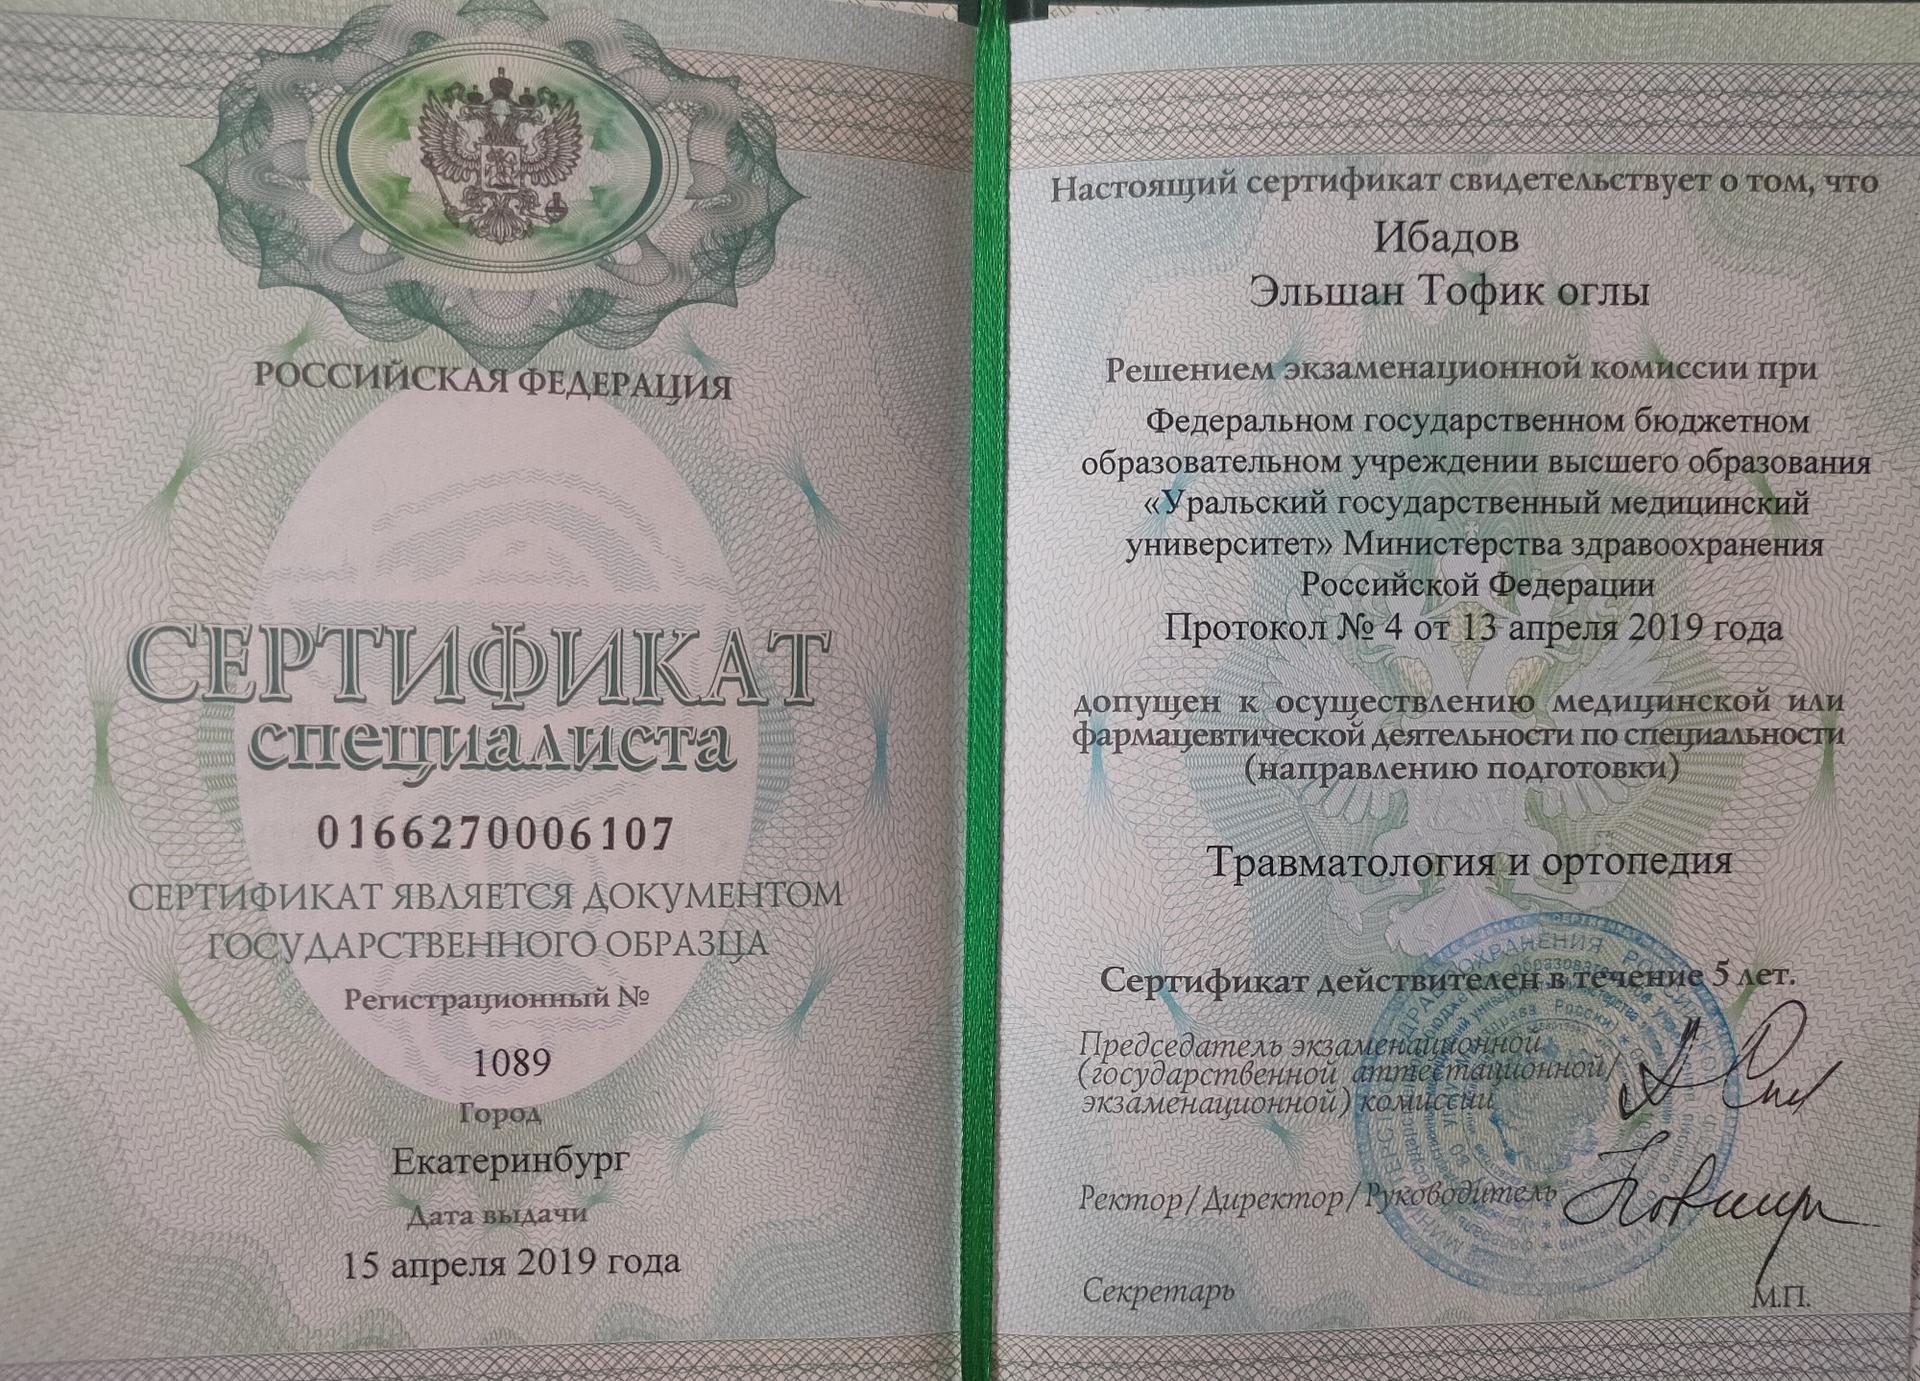 РОССИЙСКАЯ ФЕДЕРАЦИЯ
СЕРТИФИКАТ
специалиста
0166270006107
СЕРТИФИКАТ ЯВЛЯЕТСЯ ДОКУМЕНТОМ
ГОСУДАРСТВЕННОГО ОБРАЗЦА
Регистрационный №
1089
Город
Екатеринбург
Дата выдачи
15 апреля 2019 года
Настоящий сертификат свидетельствует о том, что
Ибадов
Эльшан Тофик оглы
Решением экзаменационной комиссии при
Федеральном государственном бюджетном
образовательном учреждении высшего образования
«Уральский государственный медицинский
университет» Министерства здравоохранения
Российской Федерации
Протокол № 4 от 13 апреля 2019 года
допущен к осуществлению медицинской или
фармацевтической деятельности по специальности
(направлению подготовки)
Травматология и ортопедия
Сертификат действителен в течение 5 лет.
Председатель экзаменационной
(государственной аттестационной/
экзаменационной) комиссии
Ректор/Директор/Руководитель
Секретарь
М.П.